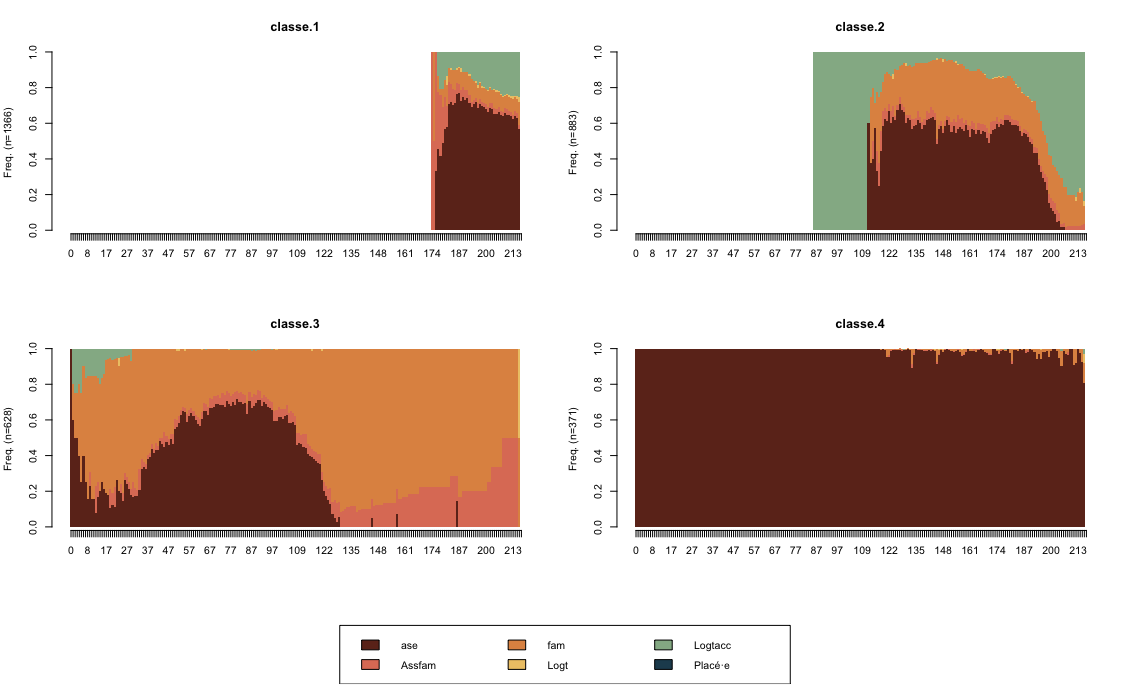 classe.1
classe.2
Freq. (n=1366)
0.0 0.2 0.4 0.6 0.8 1.0
0 8 17 27 37 47 57 67 77 87 97 109 122 135 148 161 174 187 200 213
Freq. (n=883)
0.0 0.2 0.4 0.6 0.8 1.0
0 8 17 27 37 47 57 67 77 87 97 109 122 135 148 161 174 187 200 213
classe.3
classe.4
Freq. (n=628)
0.0 0.2 0.4 0.6 0.8 1.0
0 8 17 27 37 47 57 67 77 87 97 109 122 135 148 161 174 187 200 213
Freq. (n=371)
0.0 0.2 0.4 0.6 0.8 1.0
0 8 17 27 37 47 57 67 77 87 97 109 122 135 148 161 174 187 200 213
ase fam Logtacc
Assfam Logt Placé·e